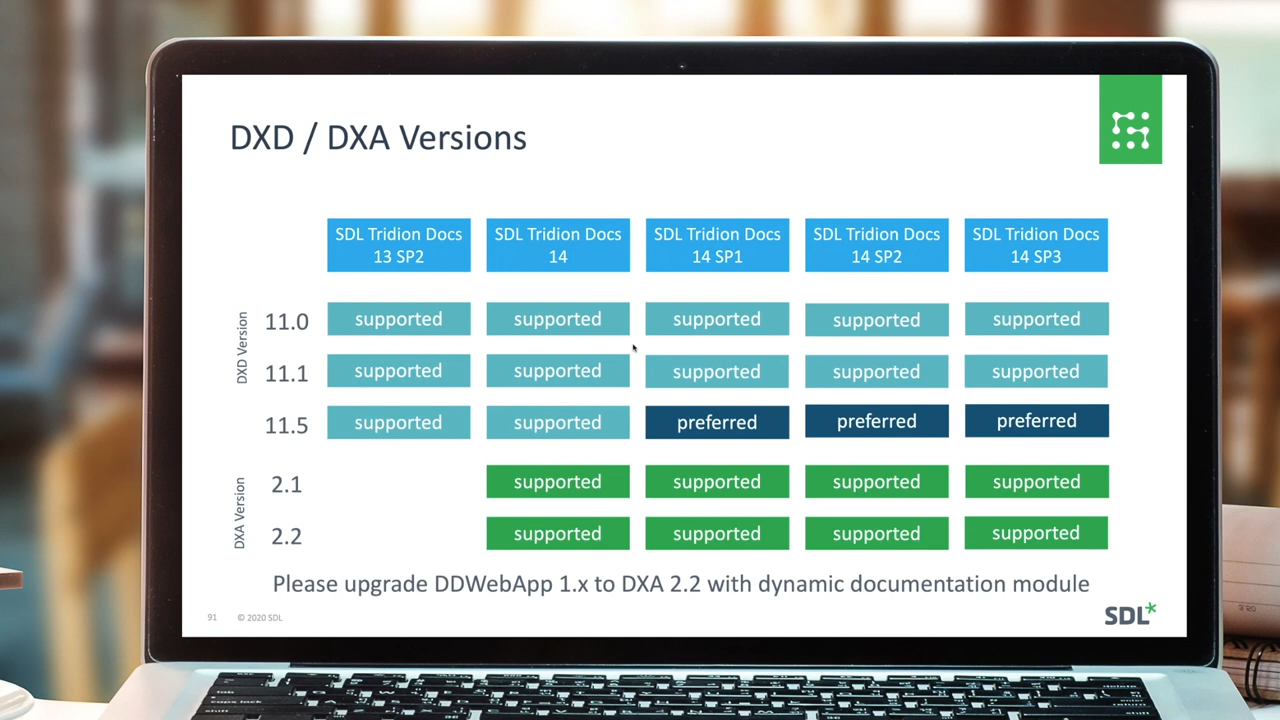 DXD / DXA Versions
SDL Tridion Docs
13 SP2
SDL Tridion Docs
14
SDL Tridion Docs
14 SP1
SDL Tridion Docs
14 SP2
SDL Tridion Docs
14 SP3
DXD Version
11.0
supported
supported
supported
supported
supported
11.1
supported
supported
supported
supported
supported
11.5
supported
supported
preferred
preferred
preferred
DXA Version
2.1
supported
supported
supported
supported
2.2
supported
supported
supported
supported
Please upgrade DDWebApp 1.x to DXA 2.2 with dynamic documentation module
91
© 2020 SDL
SDL*
tab
caps lock
shift